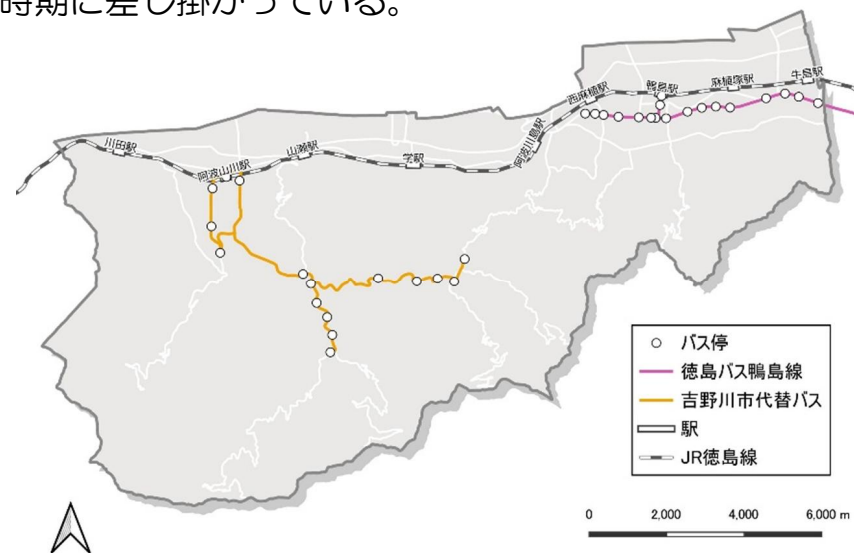 時期に差し掛かっている。
川田駅
阿波山川駅
山瀬駅
学駅
阿波川島駅
西麻植駅
鴨島駅
麻植塚駅
牛島駅
バス停
徳島バス鴨島線
吉野川市代替バス
駅
JR徳島線
0 2,000 4,000 6,000 m